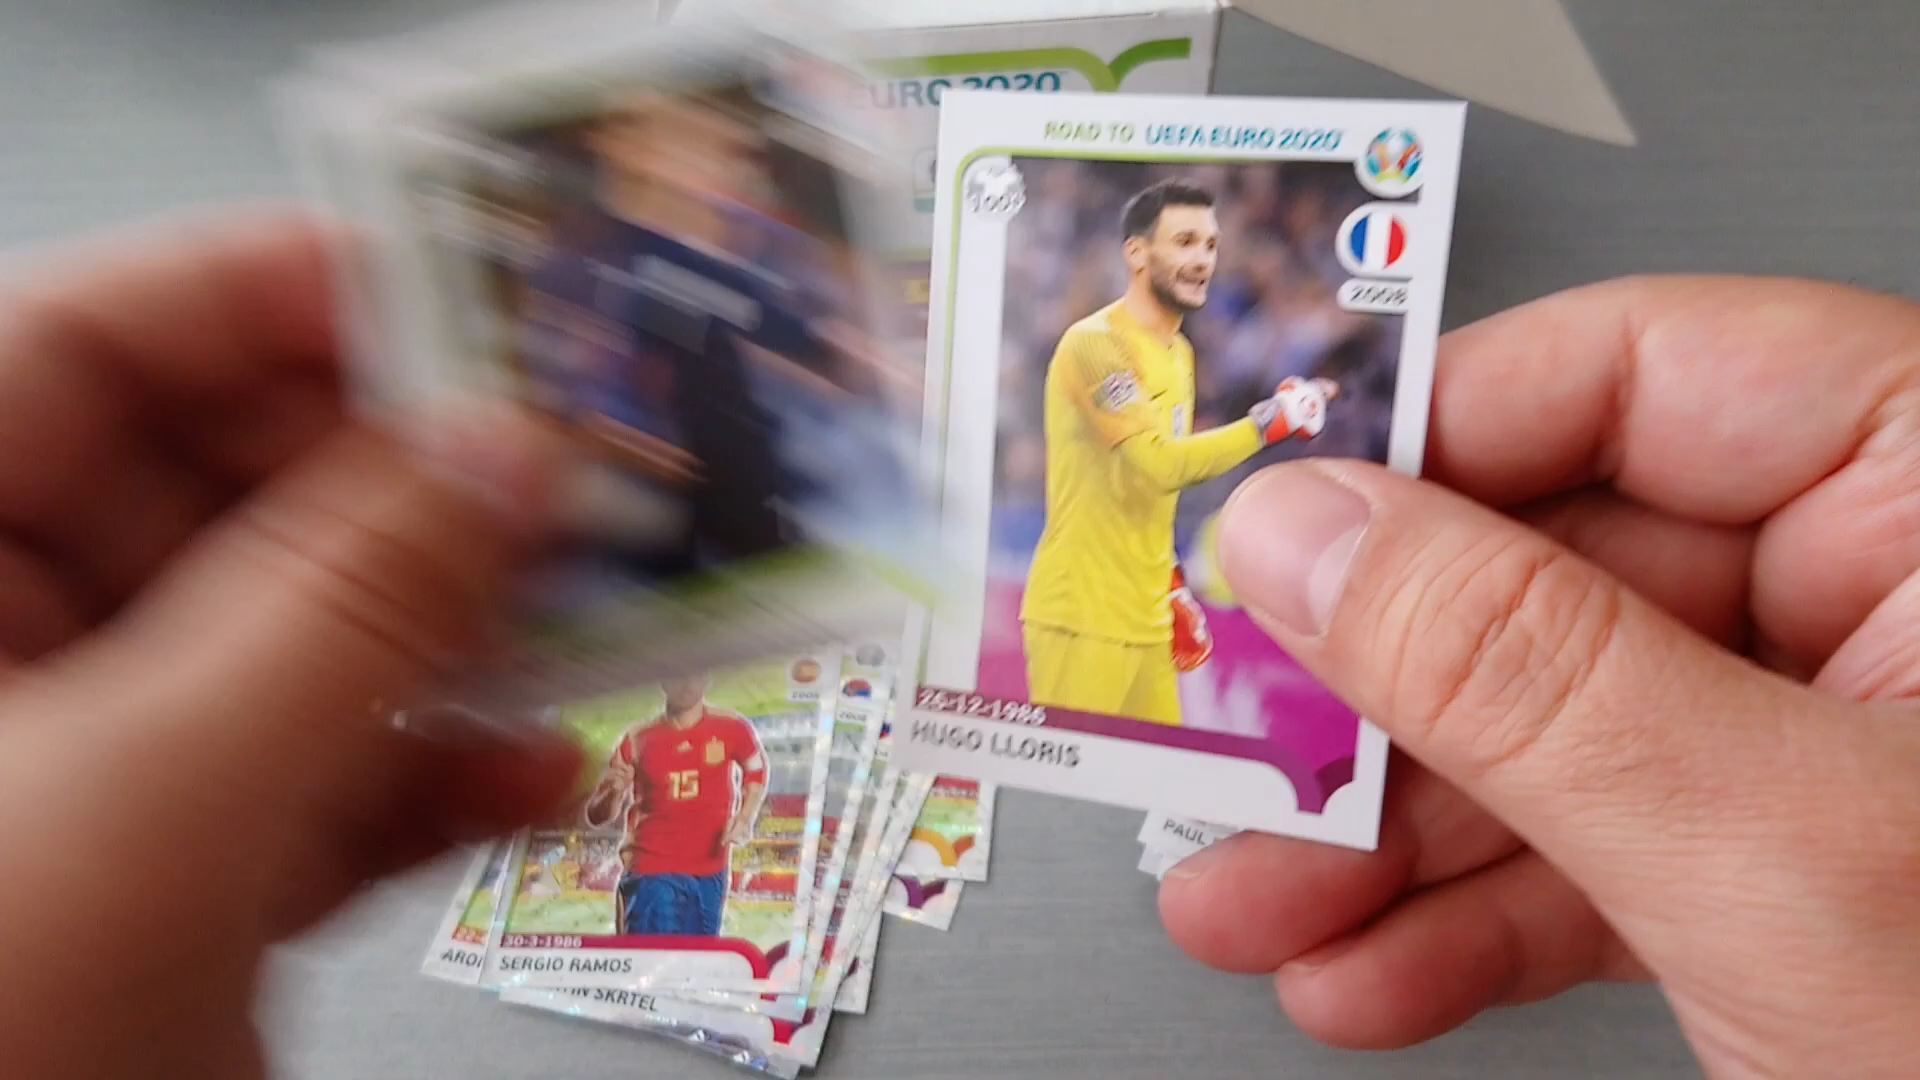 EURO 2020
ROAD TO UEFA EURO 2020
100+
2008
25-12-1986
HUGO LLORIS
PAUL
15
30-3-1986
SERGIO RAMOS
SKRTEL